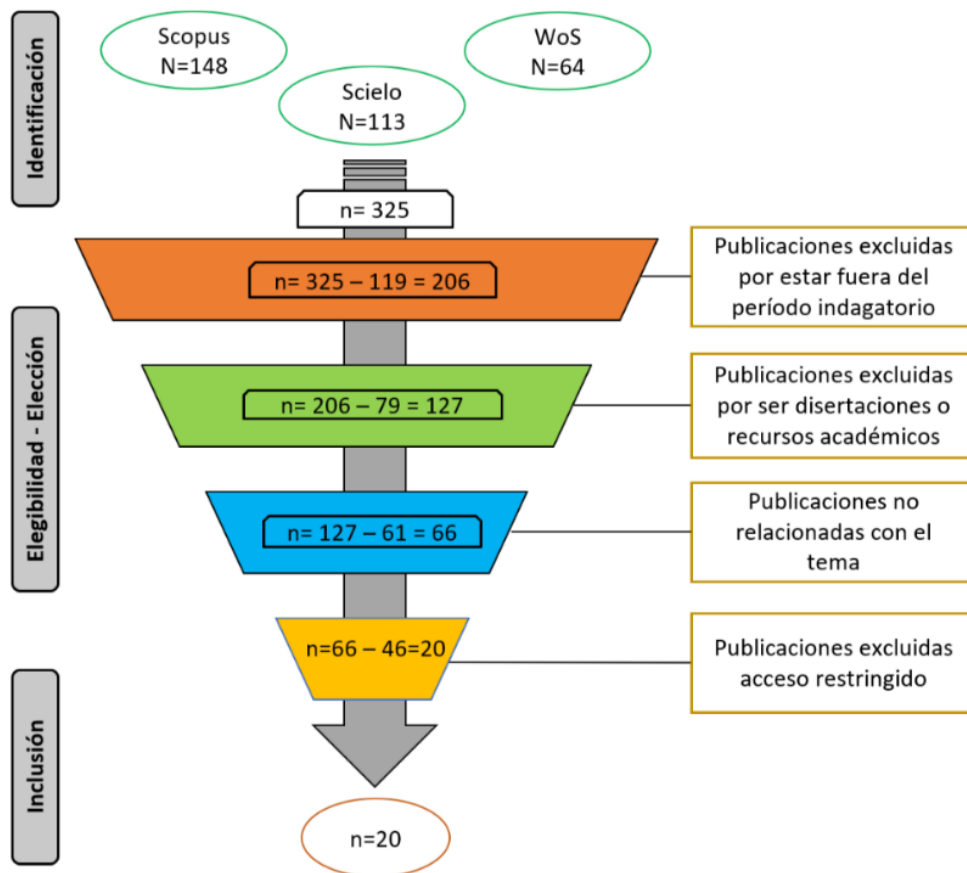 Identificación
Scopus
N=148
WoS
N=64
Scielo
N=113
n= 325
n= 325 – 119 = 206
Publicaciones excluidas
por estar fuera del
período indagatorio
Elegibilidad - Elección
n= 206 – 79 = 127
Publicaciones excluidas
por ser disertaciones o
recursos académicos
n= 127 – 61 = 66
Publicaciones no
relacionadas con el
tema
n=66 – 46=20
Publicaciones excluidas
acceso restringido
Inclusión
n=20